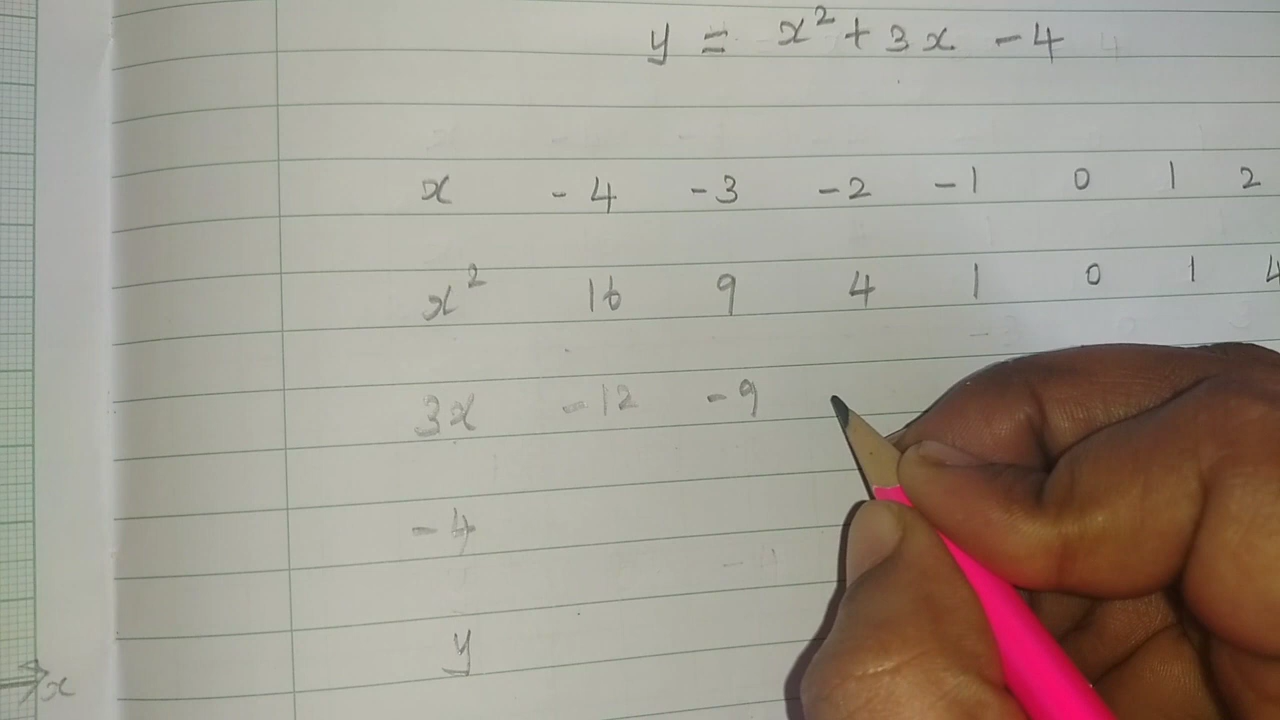 y = x² + 3x - 4
x -4 -3 -2 -1 0 1 2
x² 16 9 4 1 0 1 4
3x -12 -9
-4
y
x